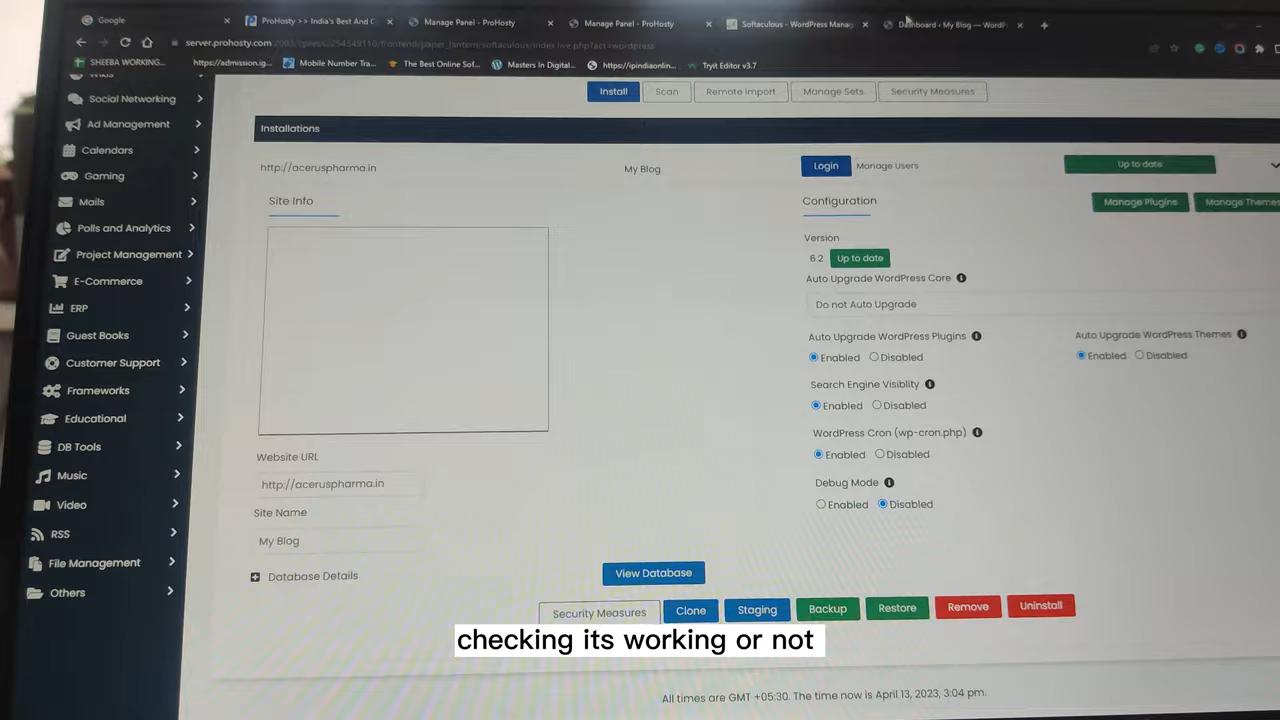 Google
ProHosty >> India's Best And C
Manage Panel - ProHosty
Manage Panel - ProHosty
Softaculous - WordPress Mana
Dashboard ‹ My Blog — WordP
server.prohosty.com
SHEEBA WORKING...
https://admission.ig...
Mobile Number Tra...
The Best Online Sof...
Masters In Digital...
https://ipindiaonlin...
Tryit Editor v3.7
Social Networking
Ad Management
Calendars
Gaming
Mails
Polls and Analytics
Project Management
E-Commerce
ERP
Guest Books
Customer Support
Frameworks
Educational
DB Tools
Music
Video
RSS
File Management
Others
Install
Scan
Remote Import
Manage Sets
Security Measures
Installations
http://aceruspharma.in
My Blog
Login
Manage Users
Up to date
Site Info
Configuration
Manage Plugins
Manage Themes
Version
6.2 Up to date
Auto Upgrade WordPress Core
Do not Auto Upgrade
Auto Upgrade WordPress Plugins
Enabled Disabled
Auto Upgrade WordPress Themes
Enabled Disabled
Search Engine Visiblity
Enabled Disabled
WordPress Cron (wp-cron.php)
Enabled Disabled
Debug Mode
Enabled Disabled
Website URL
http://aceruspharma.in
Site Name
My Blog
Database Details
View Database
Security Measures
Clone
Staging
Backup
Restore
Remove
Uninstall
checking its working or not
All times are GMT +05:30. The time now is April 13, 2023, 3:04 pm.